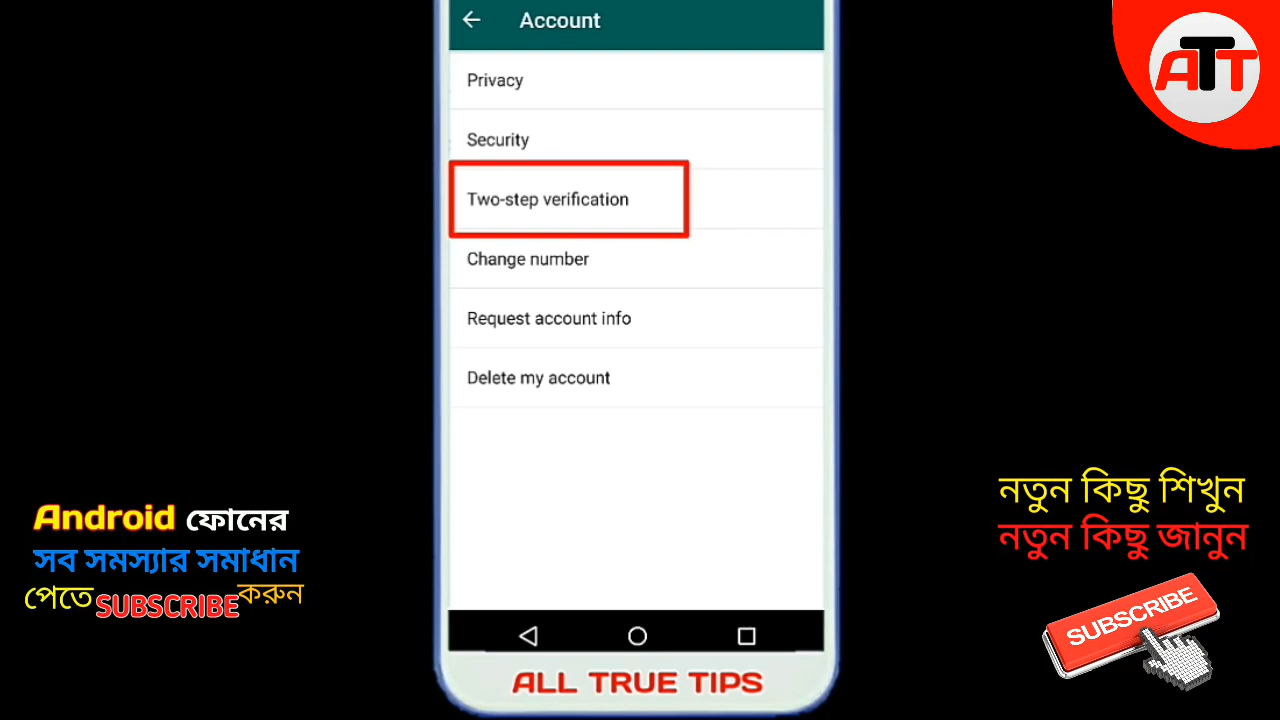 Account
ATT
Privacy
Security
Two-step verification
Change number
Request account info
Delete my account
Android ফোনের
সব সমস্যার সমাধান
পেতে SUBSCRIBE করুন
নতুন কিছু শিখুন
নতুন কিছু জানুন
SUBSCRIBE
ALL TRUE TIPS